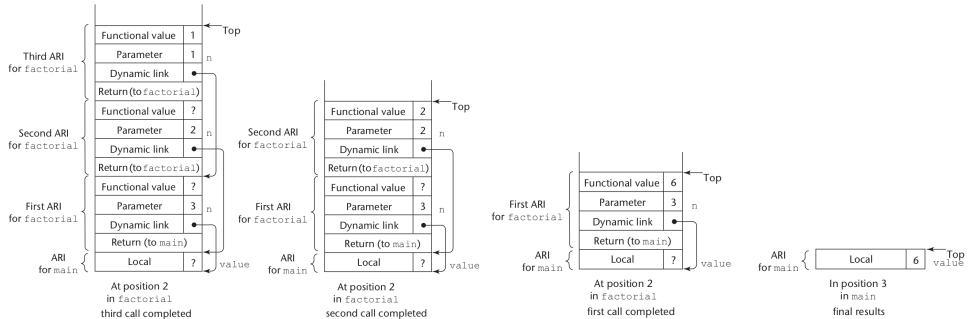 Top
Functional value 1
Third ARI
for factorial
Parameter 1 n
Dynamic link
Return (to factorial)
Functional value ?
Second ARI
for factorial
Parameter 2 n
Dynamic link
Return (to factorial)
Functional value ?
First ARI
for factorial
Parameter 3 n
Dynamic link
Return (to main)
ARI
for main
Local ? value
At position 2
in factorial
third call completed
Top
Functional value 2
Second ARI
for factorial
Parameter 2 n
Dynamic link
Return (to factorial)
Functional value ?
First ARI
for factorial
Parameter 3 n
Dynamic link
Return (to main)
ARI
for main
Local ? value
At position 2
in factorial
second call completed
Top
Functional value 6
First ARI
for factorial
Parameter 3 n
Dynamic link
Return (to main)
ARI
for main
Local ? value
At position 2
in factorial
first call completed
Top
ARI
for main
Local 6 value
In position 3
in main
final results